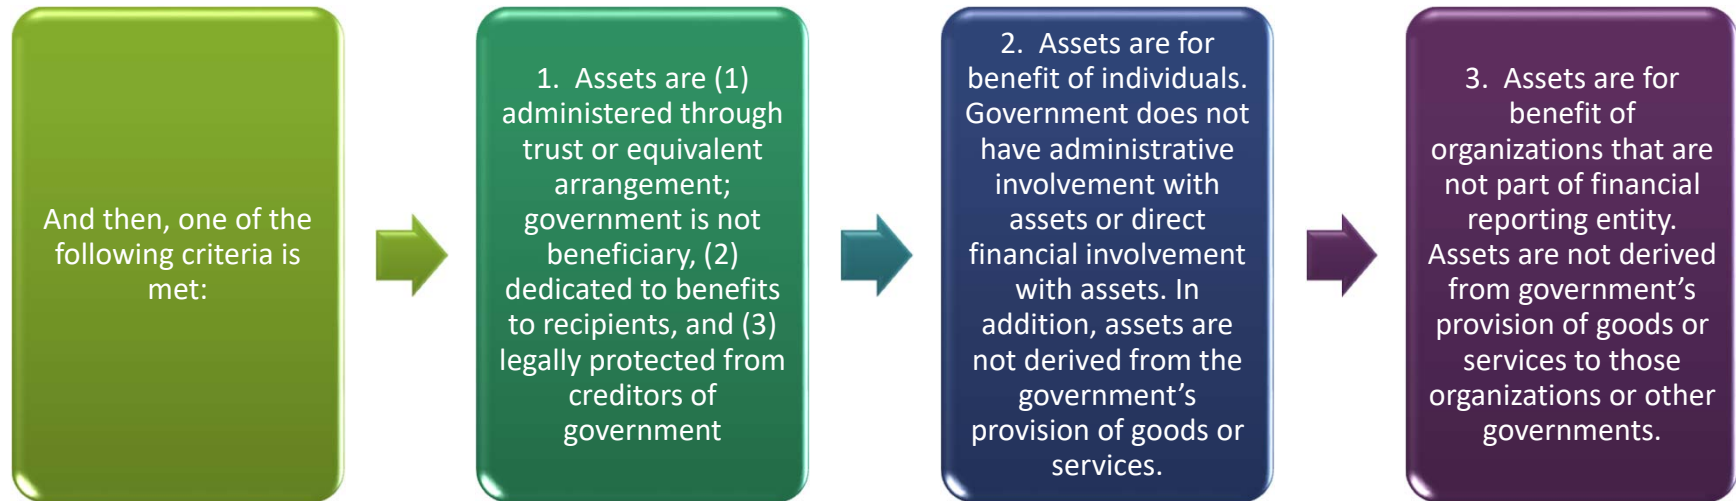 And then, one of the
following criteria is
met:
1. Assets are (1)
administered through
trust or equivalent
arrangement;
government is not
beneficiary, (2)
dedicated to benefits
to recipients, and (3)
legally protected from
creditors of
government
2. Assets are for
benefit of individuals.
Government does not
have administrative
involvement with
assets or direct
financial involvement
with assets. In
addition, assets are
not derived from the
government’s
provision of goods or
services.
3. Assets are for
benefit of
organizations that are
not part of financial
reporting entity.
Assets are not derived
from government’s
provision of goods or
services to those
organizations or other
governments.